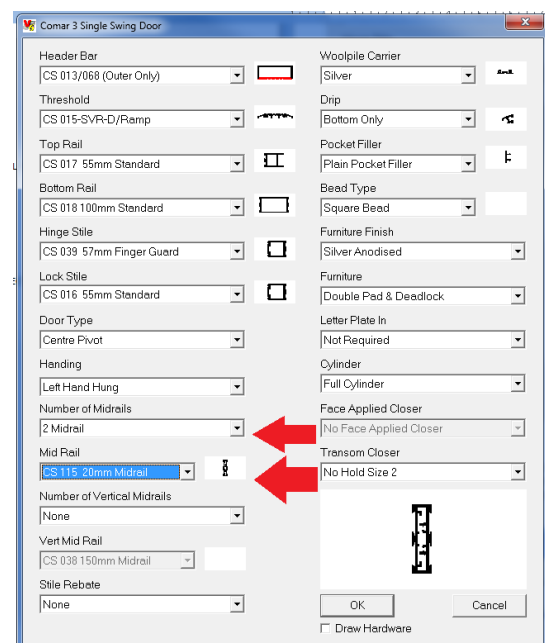 Comar 3 Single Swing Door
Header Bar
CS 013/068 (Outer Only)
Threshold
CS 015-SVR-D/Ramp
Top Rail
CS 017 55mm Standard
Bottom Rail
CS 018 100mm Standard
Hinge Stile
CS 039 57mm Finger Guard
Lock Stile
CS 016 55mm Standard
Door Type
Centre Pivot
Handing
Left Hand Hung
Number of Midrails
2 Midrail
Mid Rail
CS 115 20mm Midrail
Number of Vertical Midrails
None
Vert Mid Rail
CS 038 150mm Midrail
Stile Rebate
None
Woolpile Carrier
Silver
Drip
Bottom Only
Pocket Filler
Plain Pocket Filler
Bead Type
Square Bead
Furniture Finish
Silver Anodised
Furniture
Double Pad & Deadlock
Letter Plate In
Not Required
Cylinder
Full Cylinder
Face Applied Closer
No Face Applied Closer
Transom Closer
No Hold Size 2
OK
Cancel
Draw Hardware